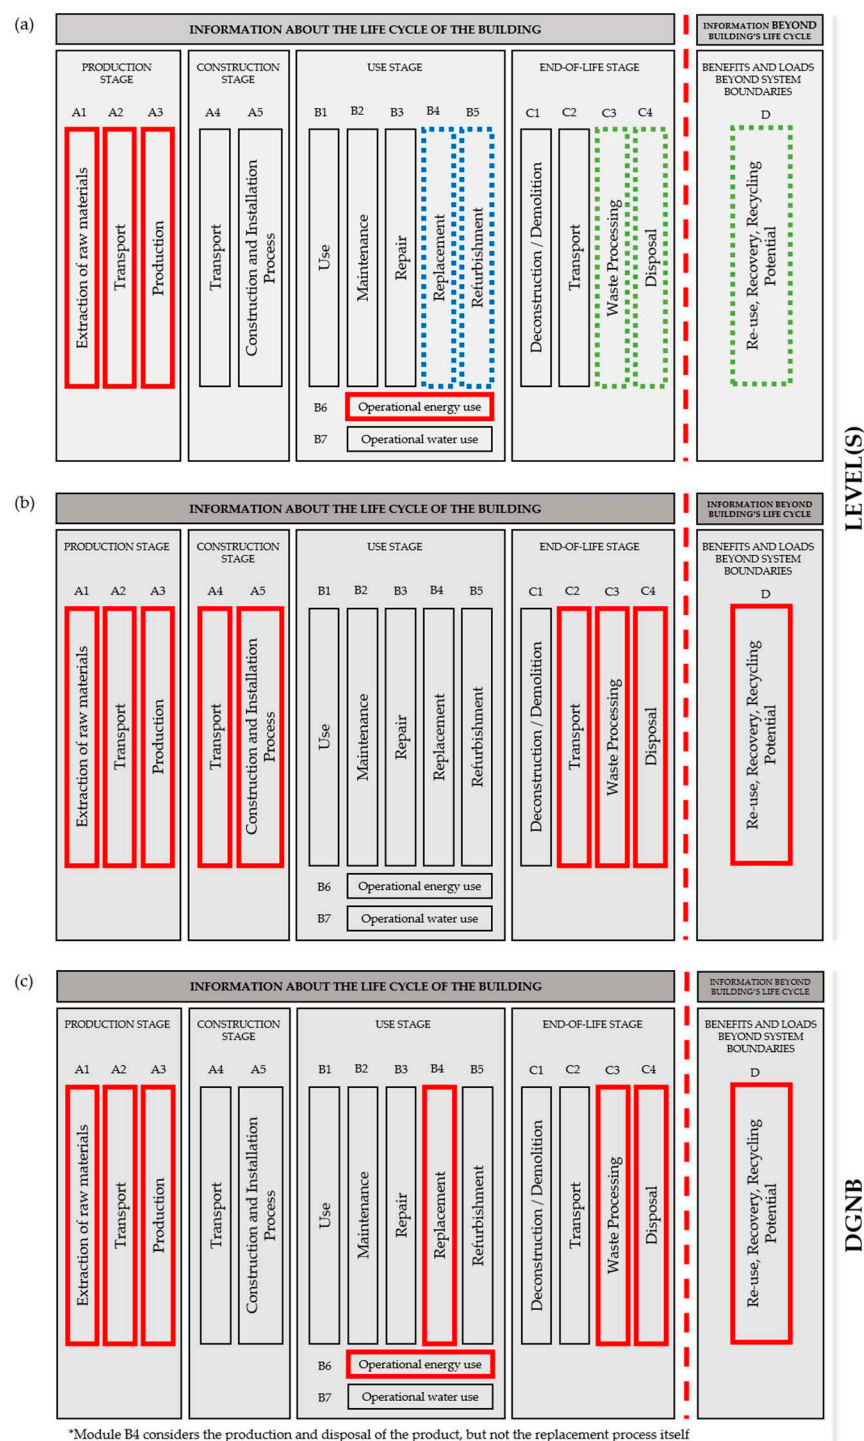 (a)
INFORMATION ABOUT THE LIFE CYCLE OF THE BUILDING
INFORMATION BEYOND
BUILDING'S LIFE CYCLE
PRODUCTION
STAGE
CONSTRUCTION
STAGE
USE STAGE
END-OF-LIFE STAGE
BENEFITS AND LOADS
BEYOND SYSTEM
BOUNDARIES
A1 A2 A3 A4 A5 B1 B2 B3 B4 B5 C1 C2 C3 C4 D
Extraction of raw materials
Transport
Production
Transport
Construction and Installation
Process
Use
Maintenance
Repair
Replacement
Refurbishment
Deconstruction / Demolition
Transport
Waste Processing
Disposal
Re-use, Recovery, Recycling
Potential
B6 Operational energy use
B7 Operational water use
(b)
INFORMATION ABOUT THE LIFE CYCLE OF THE BUILDING
INFORMATION BEYOND
BUILDING'S LIFE CYCLE
PRODUCTION STAGE
CONSTRUCTION
STAGE
USE STAGE
END-OF-LIFE STAGE
BENEFITS AND LOADS
BEYOND SYSTEM
BOUNDARIES
A1 A2 A3 A4 A5 B1 B2 B3 B4 B5 C1 C2 C3 C4 D
Extraction of raw materials
Transport
Production
Transport
Construction and Installation
Process
Use
Maintenance
Repair
Replacement
Refurbishment
Deconstruction / Demolition
Transport
Waste Processing
Disposal
Re-use, Recovery, Recycling
Potential
B6 Operational energy use
B7 Operational water use
LEVEL(S)
(c)
INFORMATION ABOUT THE LIFE CYCLE OF THE BUILDING
INFORMATION BEYOND
BUILDING'S LIFE CYCLE
PRODUCTION STAGE
CONSTRUCTION
STAGE
USE STAGE
END-OF-LIFE STAGE
BENEFITS AND LOADS
BEYOND SYSTEM
BOUNDARIES
A1 A2 A3 A4 A5 B1 B2 B3 B4 B5 C1 C2 C3 C4 D
Extraction of raw materials
Transport
Production
Transport
Construction and Installation
Process
Use
Maintenance
Repair
Replacement
Refurbishment
Deconstruction / Demolition
Transport
Waste Processing
Disposal
Re-use, Recovery, Recycling
Potential
B6 Operational energy use
B7 Operational water use
DGNB
*Module B4 considers the production and disposal of the product, but not the replacement process itself